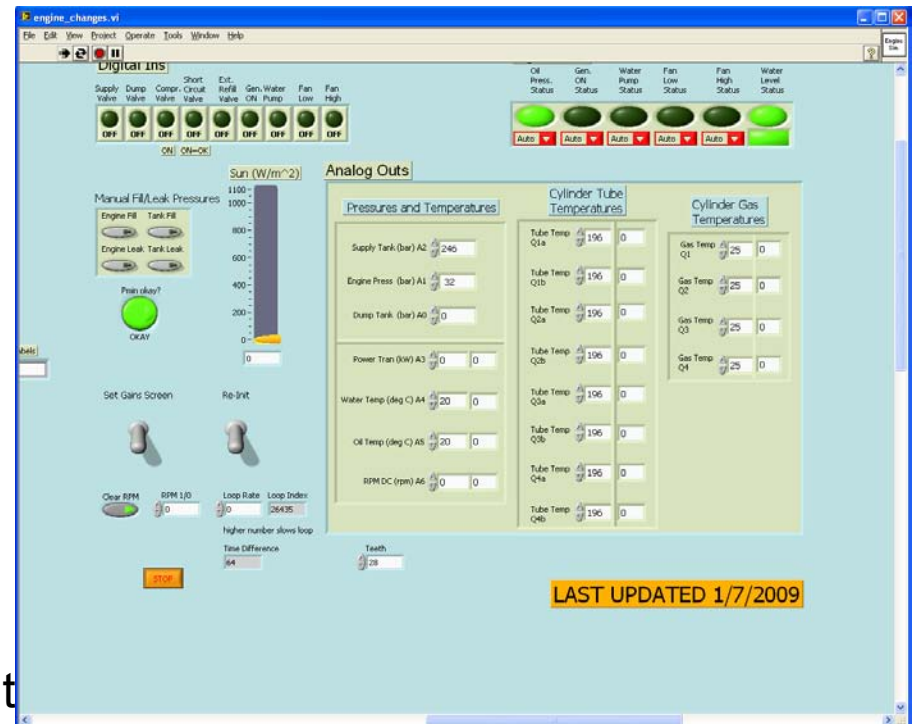 engine_changes.vi
File Edit View Project Operate Tools Window Help
Engine Sim.
Digital Ins
Supply Valve Dump Valve Compr. Valve Short Circuit Valve Ext. Refill Valve Gen. ON Water Pump Fan Low Fan High
OFF OFF OFF OFF OFF OFF OFF OFF OFF
ON ON=OK
Oil Press. Status Gen. ON Status Water Pump Status Fan Low Status Fan High Status Water Level Status
Auto Auto Auto Auto Auto
Manual Fill/Leak Pressures
Engine Fill Tank Fill
Engine Leak Tank Leak
Pmin okay?
OKAY
abels
Sun (W/m^2)
1100
1000
800
600
400
200
0
0
Set Gains Screen Re-Init
Clear RPM RPM 1/0 Loop Rate Loop Index
0 0 26435
higher number slows loop
Time Difference
64
STOP
Analog Outs
Pressures and Temperatures
Supply Tank (bar) A2 246
Engine Press (bar) A1 32
Dump Tank (bar) A0 0
Power Tran (kW) A3 0 0
Water Temp (deg C) A4 20 0
Oil Temp (deg C) A5 20 0
RPM DC (rpm) A6 0 0
Cylinder Tube Temperatures
Tube Temp Q1a 196 0
Tube Temp Q1b 196 0
Tube Temp Q2a 196 0
Tube Temp Q2b 196 0
Tube Temp Q3a 196 0
Tube Temp Q3b 196 0
Tube Temp Q4a 196 0
Tube Temp Q4b 196 0
Cylinder Gas Temperatures
Gas Temp Q1 25 0
Gas Temp Q2 25 0
Gas Temp Q3 25 0
Gas Temp Q4 25 0
Teeth
28
LAST UPDATED 1/7/2009
t